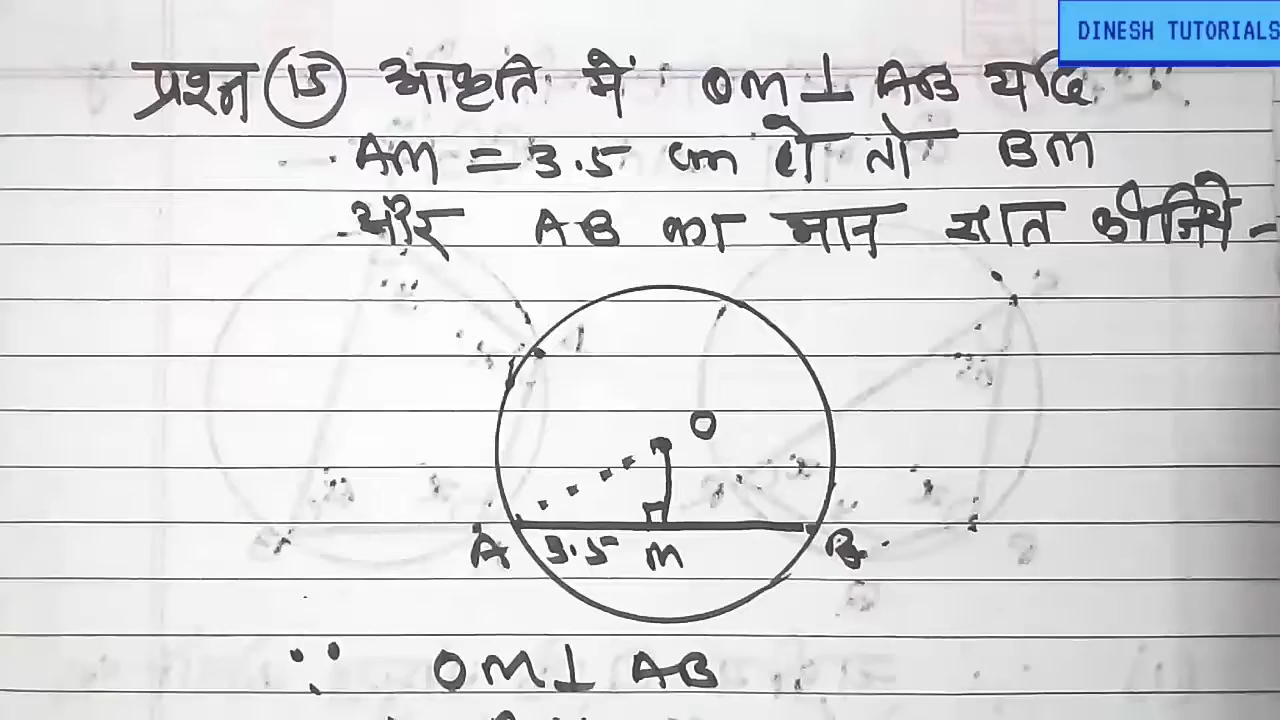 DINESH TUTORIALS
प्रश्न 15 आकृति में OM⊥ AB यदि
AM = 3.5 cm हो तो BM
और AB का मान ज्ञात कीजिये -
O
A 3.5 M B
∵ OM⊥ AB